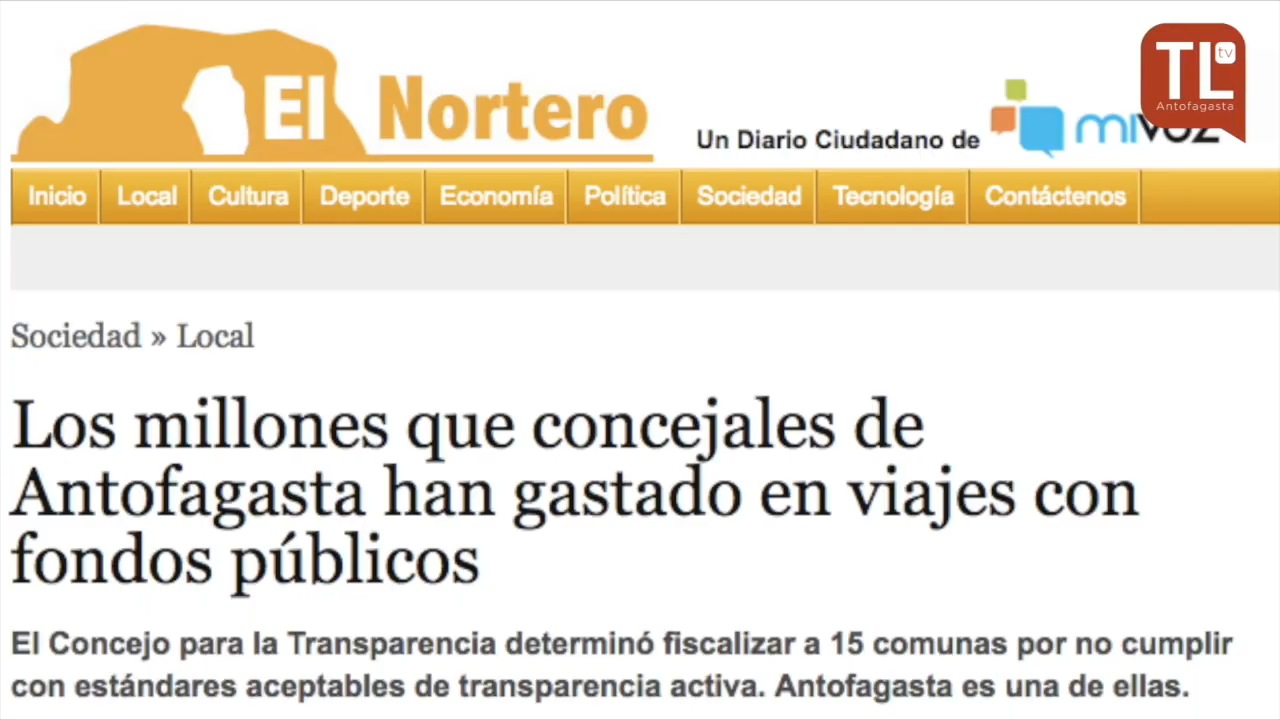 El Nortero
Un Diario Ciudadano de mivoz
TL tv
Antofagasta
Inicio Local Cultura Deporte Economía Política Sociedad Tecnología Contáctenos
Sociedad » Local
Los millones que concejales de
Antofagasta han gastado en viajes con
fondos públicos
El Concejo para la Transparencia determinó fiscalizar a 15 comunas por no cumplir
con estándares aceptables de transparencia activa. Antofagasta es una de ellas.